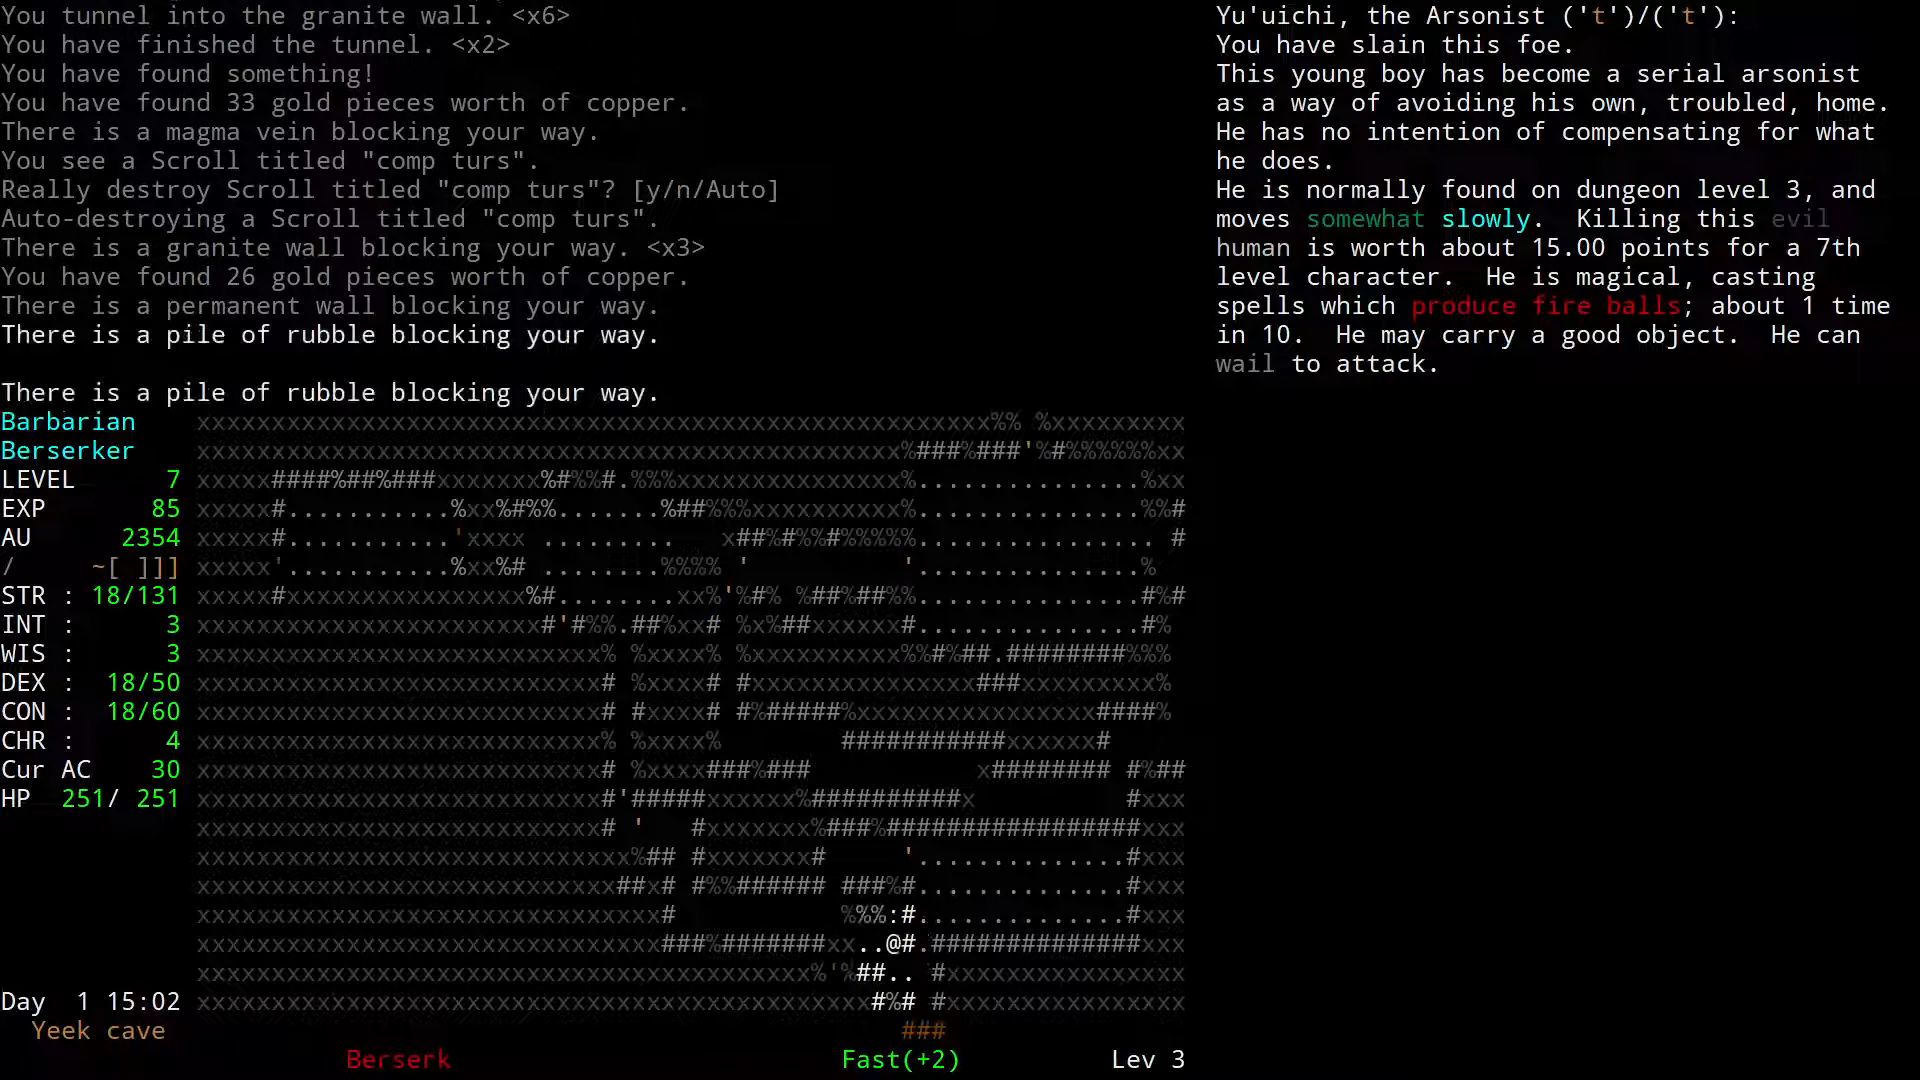 You tunnel into the granite wall. <x6>
You have finished the tunnel. <x2>
You have found something!
You have found 33 gold pieces worth of copper.
There is a magma vein blocking your way.
You see a Scroll titled "comp turs".
Really destroy Scroll titled "comp turs"? [y/n/Auto]
Auto-destroying a Scroll titled "comp turs".
There is a granite wall blocking your way. <x3>
You have found 26 gold pieces worth of copper.
There is a permanent wall blocking your way.
There is a pile of rubble blocking your way.
There is a pile of rubble blocking your way.
Barbarian
Berserker
LEVEL 7
EXP 85
AU 2354
/ ~[ ]]]
STR : 18/131
INT : 3
WIS : 3
DEX : 18/50
CON : 18/60
CHR : 4
Cur AC 30
HP 251/ 251
Day 1 15:02
Yeek cave
Berserk
Fast(+2)
Lev 3
Yu'uichi, the Arsonist ('t')/('t'):
You have slain this foe.
This young boy has become a serial arsonist
as a way of avoiding his own, troubled, home.
He has no intention of compensating for what
he does.
He is normally found on dungeon level 3, and
moves somewhat slowly. Killing this evil
human is worth about 15.00 points for a 7th
level character. He is magical, casting
spells which produce fire balls; about 1 time
in 10. He may carry a good object. He can
wail to attack.